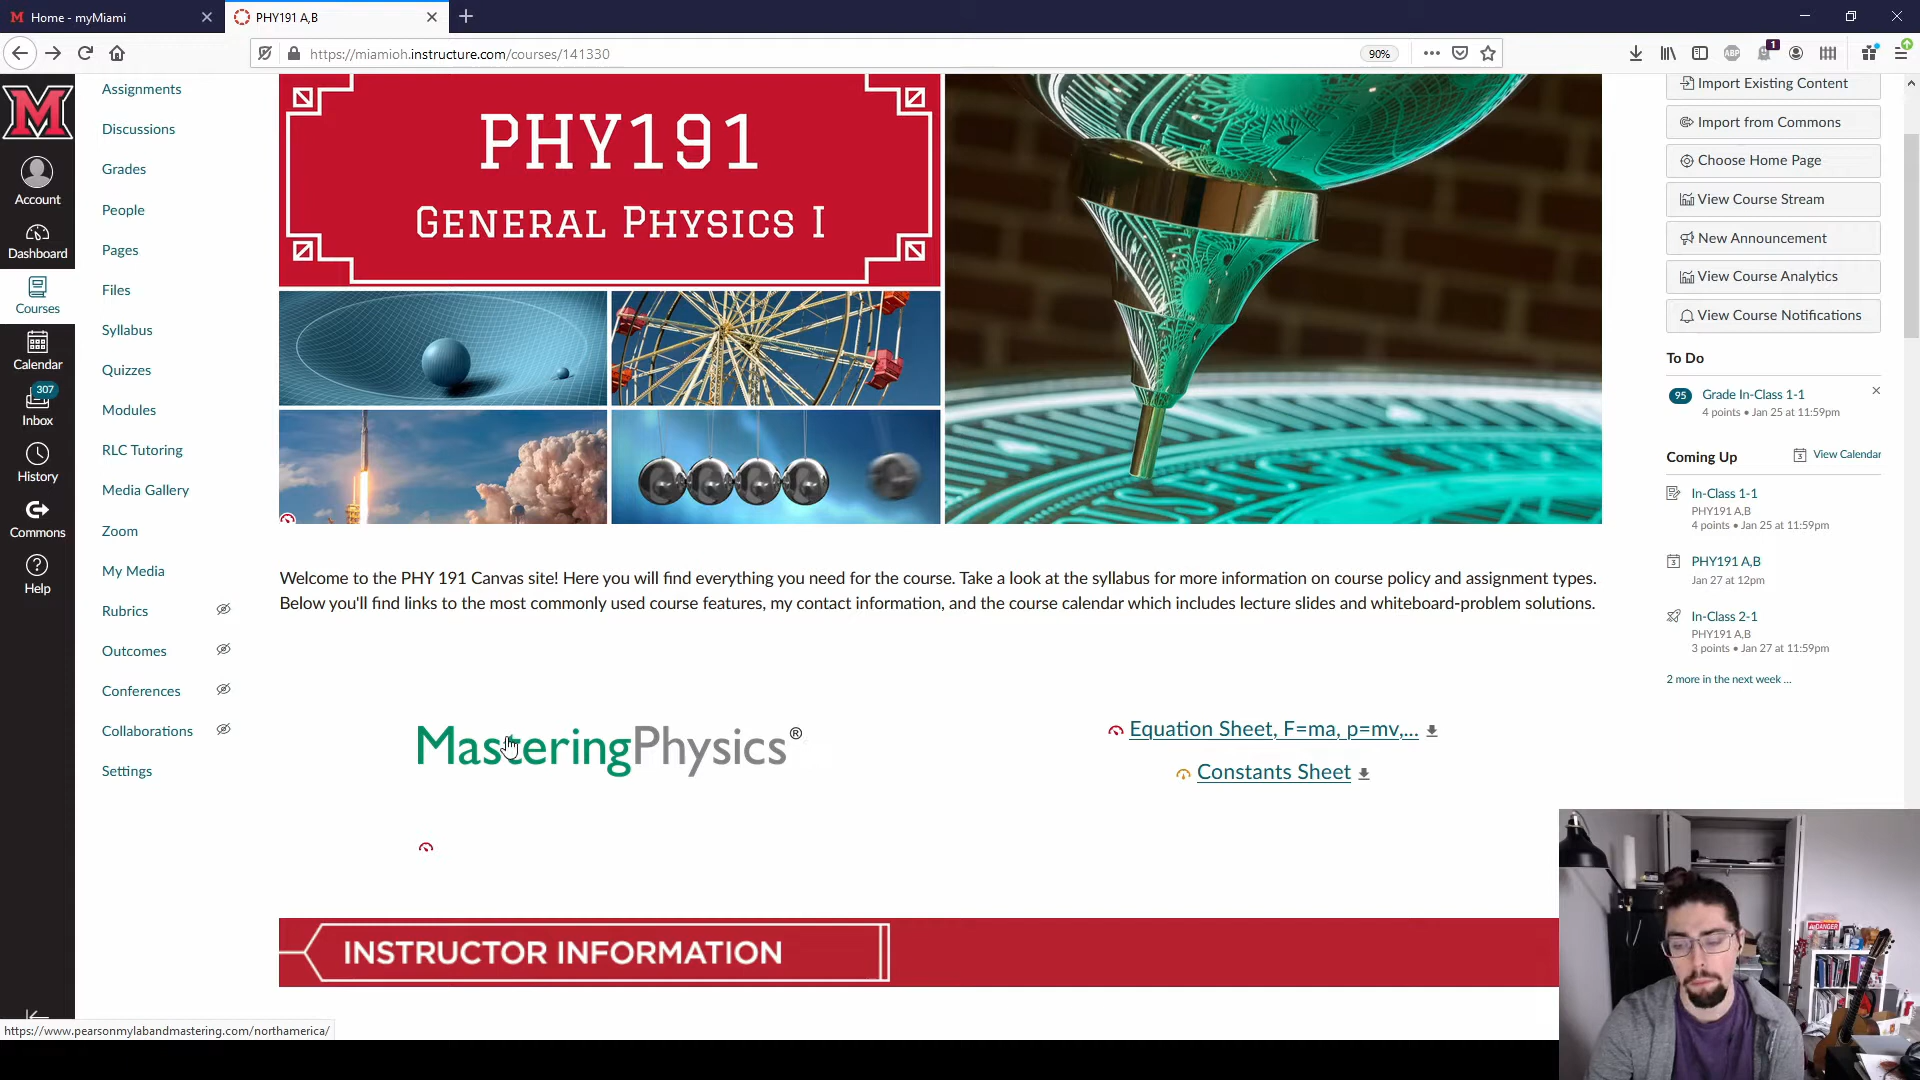 Home - myMiami
PHY191 A,B
https://miamioh.instructure.com/courses/141330
90%
ABP
1
Account
Dashboard
Courses
Calendar
307
Inbox
History
Commons
Help
Assignments
Discussions
Grades
People
Pages
Files
Syllabus
Quizzes
Modules
RLC Tutoring
Media Gallery
Zoom
My Media
Rubrics
Outcomes
Conferences
Collaborations
Settings
PHY191
General Physics I
Welcome to the PHY 191 Canvas site! Here you will find everything you need for the course. Take a look at the syllabus for more information on course policy and assignment types.
Below you'll find links to the most commonly used course features, my contact information, and the course calendar which includes lecture slides and whiteboard-problem solutions.
MasteringPhysics®
Equation Sheet, F=ma, p=mv,...
Constants Sheet
INSTRUCTOR INFORMATION
Import Existing Content
Import from Commons
Choose Home Page
View Course Stream
New Announcement
View Course Analytics
View Course Notifications
To Do
95
Grade In-Class 1-1
4 points • Jan 25 at 11:59pm
Coming Up
View Calendar
In-Class 1-1
PHY191 A,B
4 points • Jan 25 at 11:59pm
PHY191 A,B
Jan 27 at 12pm
In-Class 2-1
PHY191 A,B
3 points • Jan 27 at 11:59pm
2 more in the next week ...
DANGER
https://www.pearsonmylabandmastering.com/northamerica/